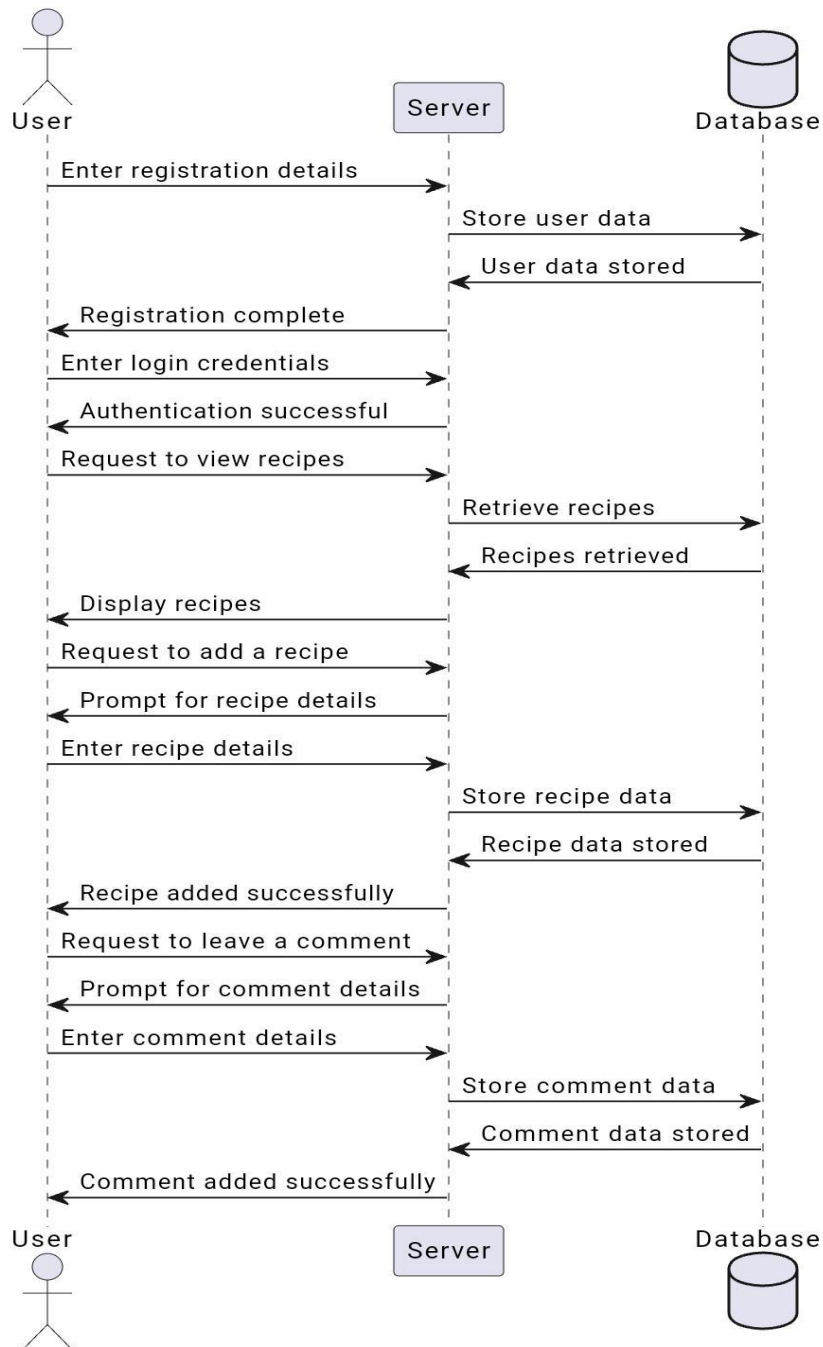 User
Server
Database
Enter registration details
Store user data
User data stored
Registration complete
Enter login credentials
Authentication successful
Request to view recipes
Retrieve recipes
Recipes retrieved
Display recipes
Request to add a recipe
Prompt for recipe details
Enter recipe details
Store recipe data
Recipe data stored
Recipe added successfully
Request to leave a comment
Prompt for comment details
Enter comment details
Store comment data
Comment data stored
Comment added successfully
User
Server
Database